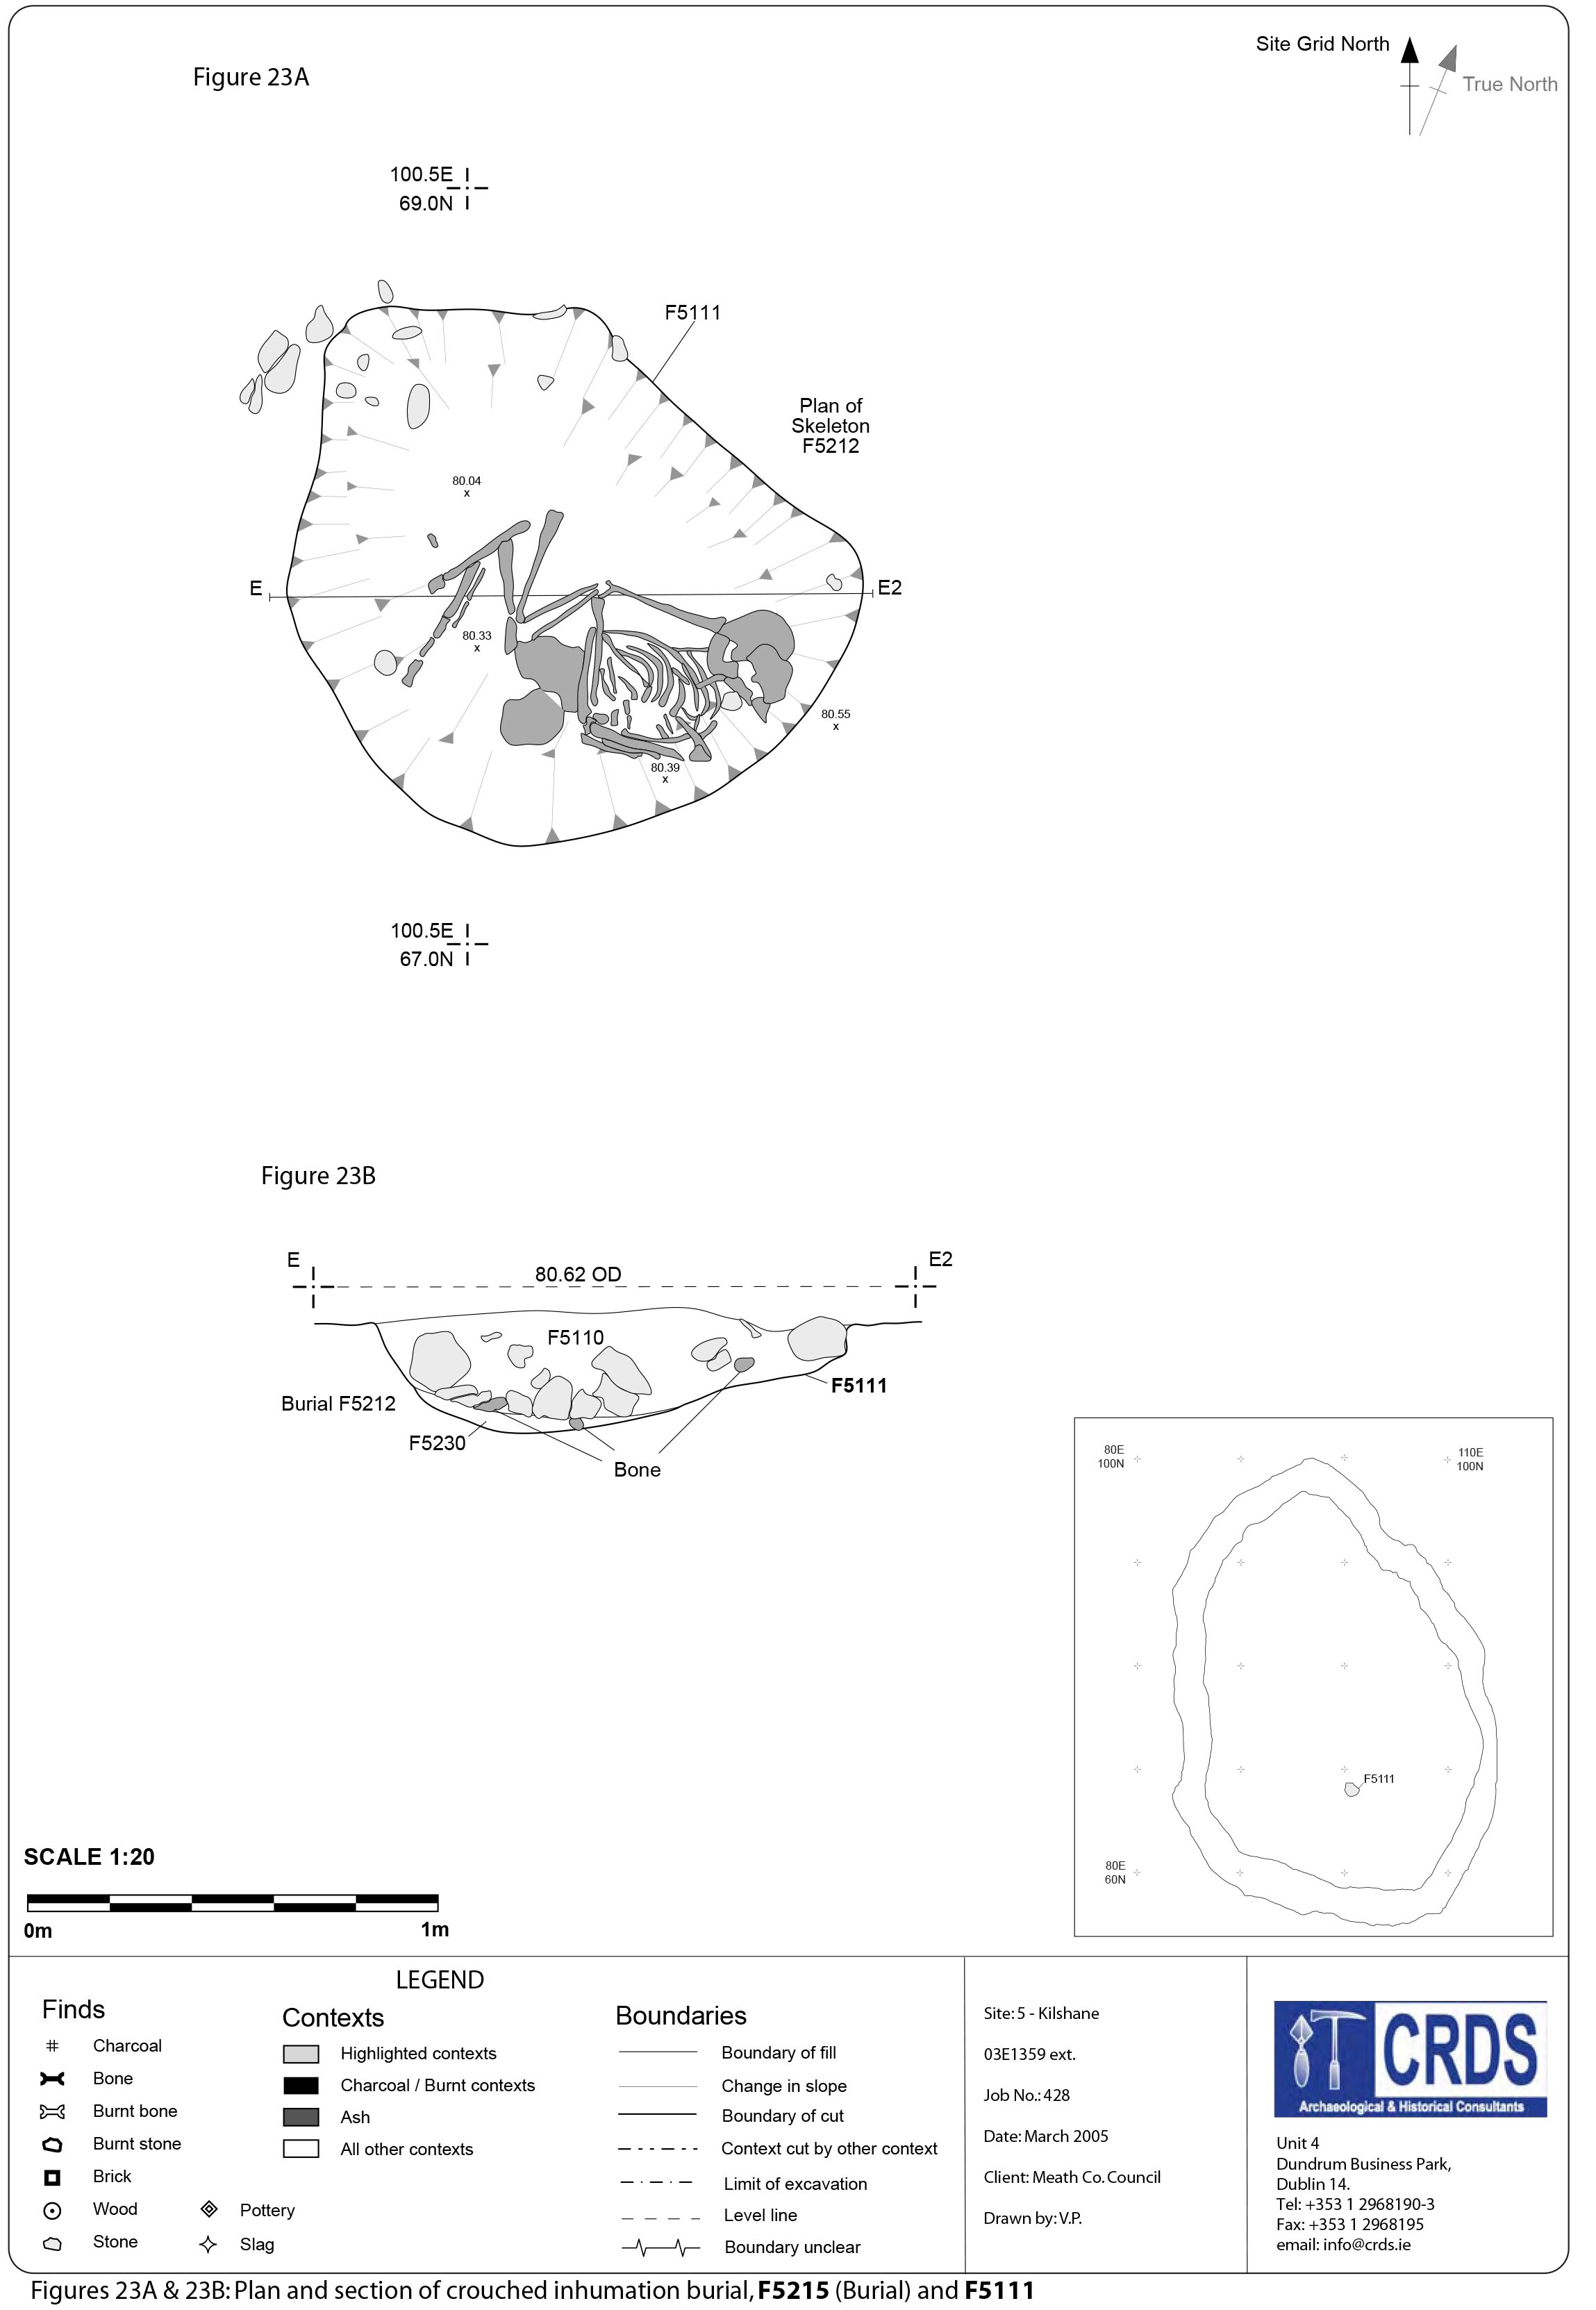 Site Grid North
True North
Figure 23A
100.5E
69.0N
F5111
Plan of
Skeleton
F5212
80.04
x
E
E2
80.33
x
80.55
x
80.39
x
100.5E
67.0N
Figure 23B
E
E2
80.62 OD
F5110
Burial F5212
F5111
F5230
Bone
80E
100N
110E
100N
F5111
80E
60N
SCALE 1:20
0m
1m
LEGEND
Finds
Charcoal
Bone
Burnt bone
Burnt stone
Brick
Wood
Stone
Pottery
Slag
Contexts
Highlighted contexts
Charcoal / Burnt contexts
Ash
All other contexts
Boundaries
Boundary of fill
Change in slope
Boundary of cut
Context cut by other context
Limit of excavation
Level line
Boundary unclear
Site: 5 - Kilshane
03E1359 ext.
Job No.: 428
Date: March 2005
Client: Meath Co. Council
Drawn by: V.P.
CRDS
Archaeological & Historical Consultants
Unit 4
Dundrum Business Park,
Dublin 14.
Tel: +353 1 2968190-3
Fax: +353 1 2968195
email: info@crds.ie
Figures 23A & 23B: Plan and section of crouched inhumation burial, F5215 (Burial) and F5111